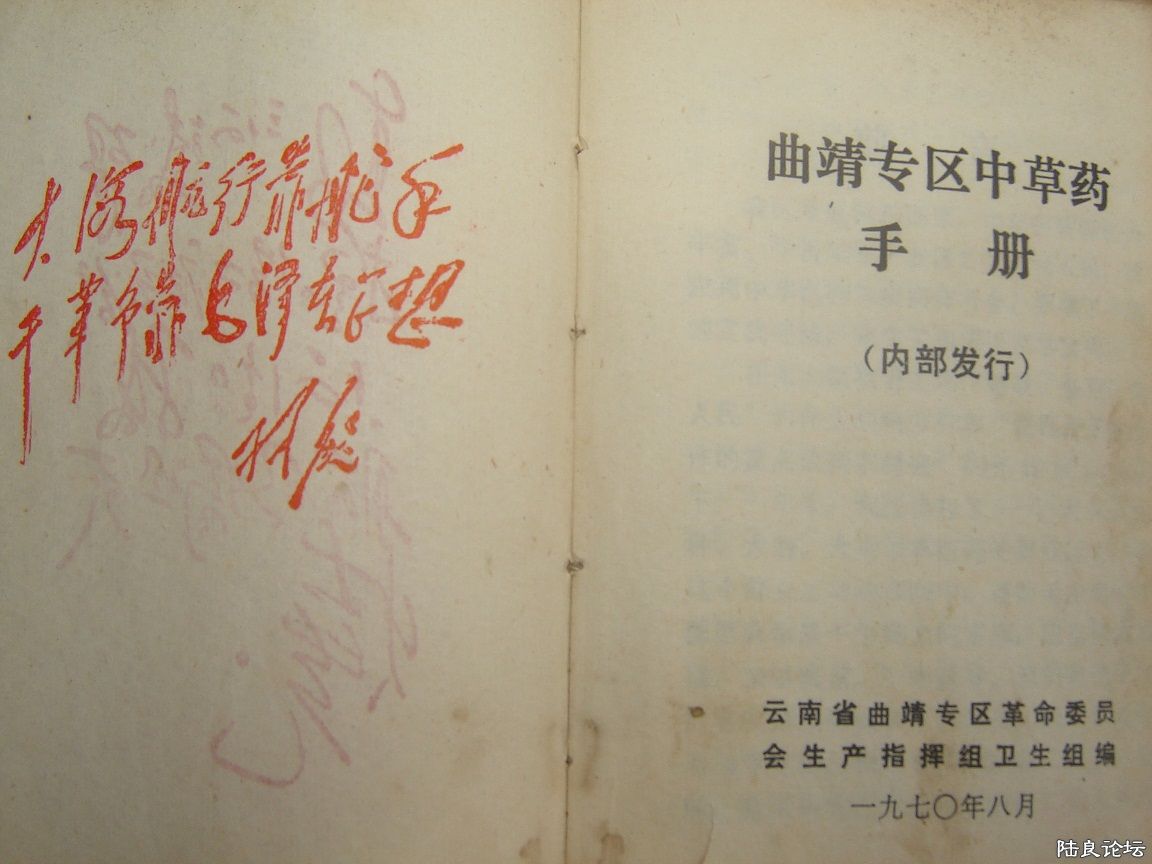 大海航行靠舵手
干革命靠毛泽东思想
林彪
曲靖专区中草药
手 册
（内部发行）
云南省曲靖专区革命委员
会生产指挥组卫生组编
一九七〇年八月
陆良论坛